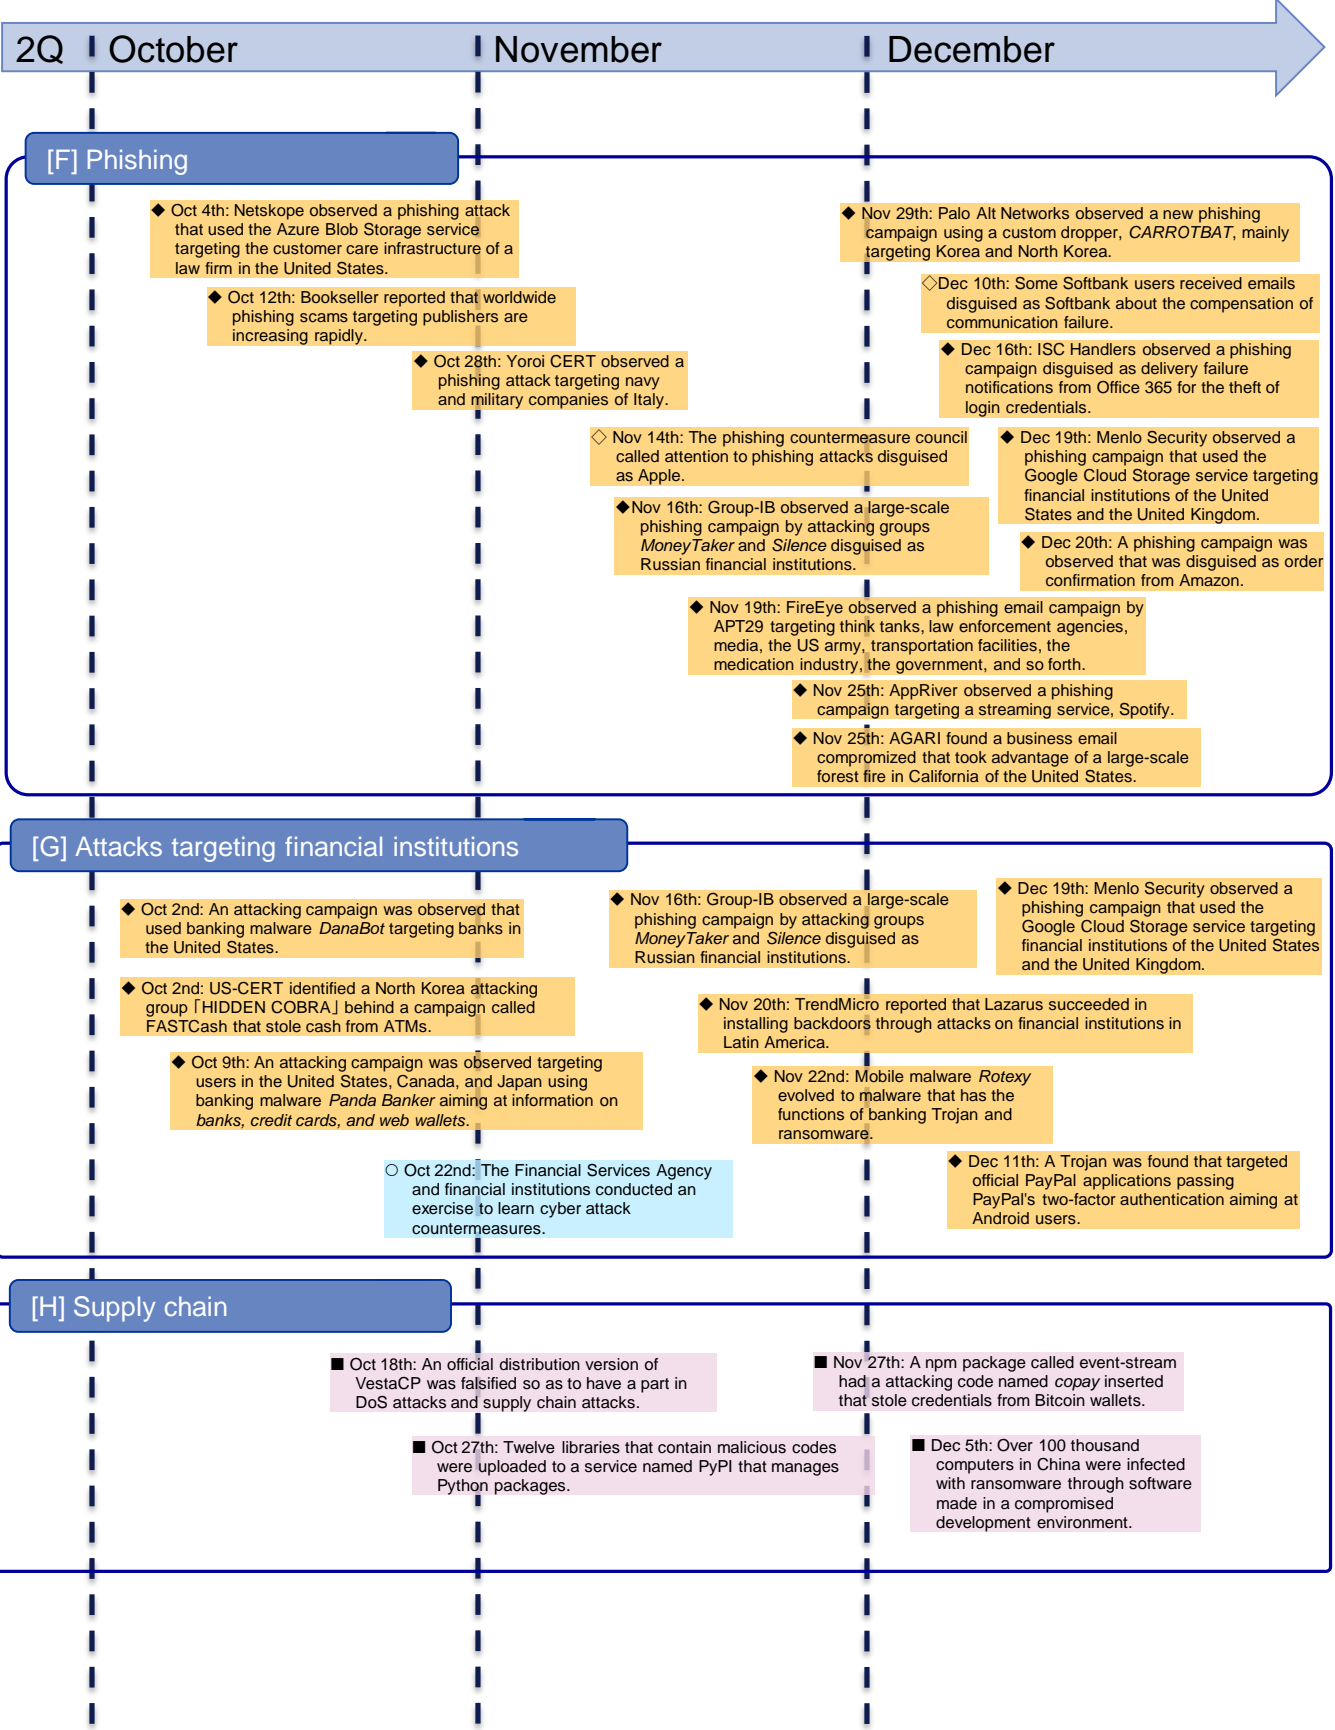 2Q
October
November
December
[F] Phishing
◆ Oct 4th: Netskope observed a phishing attack
that used the Azure Blob Storage service
targeting the customer care infrastructure of a
law firm in the United States.
◆ Oct 12th: Bookseller reported that worldwide
phishing scams targeting publishers are
increasing rapidly.
◆ Oct 28th: Yoroi CERT observed a
phishing attack targeting navy
and military companies of Italy.
◇ Nov 14th: The phishing countermeasure council
called attention to phishing attacks disguised
as Apple.
◆Nov 16th: Group-IB observed a large-scale
phishing campaign by attacking groups
MoneyTaker and Silence disguised as
Russian financial institutions.
◆ Nov 19th: FireEye observed a phishing email campaign by
APT29 targeting think tanks, law enforcement agencies,
media, the US army, transportation facilities, the
medication industry, the government, and so forth.
◆ Nov 25th: AppRiver observed a phishing
campaign targeting a streaming service, Spotify.
◆ Nov 25th: AGARI found a business email
compromized that took advantage of a large-scale
forest fire in California of the United States.
◆ Nov 29th: Palo Alt Networks observed a new phishing
campaign using a custom dropper, CARROTBAT, mainly
targeting Korea and North Korea.
◇Dec 10th: Some Softbank users received emails
disguised as Softbank about the compensation of
communication failure.
◆ Dec 16th: ISC Handlers observed a phishing
campaign disguised as delivery failure
notifications from Office 365 for the theft of
login credentials.
◆ Dec 19th: Menlo Security observed a
phishing campaign that used the
Google Cloud Storage service targeting
financial institutions of the United
States and the United Kingdom.
◆ Dec 20th: A phishing campaign was
observed that was disguised as order
confirmation from Amazon.
[G] Attacks targeting financial institutions
◆ Oct 2nd: An attacking campaign was observed that
used banking malware DanaBot targeting banks in
the United States.
◆ Oct 2nd: US-CERT identified a North Korea attacking
group ｢HIDDEN COBRA｣ behind a campaign called
FASTCash that stole cash from ATMs.
◆ Oct 9th: An attacking campaign was observed targeting
users in the United States, Canada, and Japan using
banking malware Panda Banker aiming at information on
banks, credit cards, and web wallets.
○ Oct 22nd: The Financial Services Agency
and financial institutions conducted an
exercise to learn cyber attack
countermeasures.
◆ Nov 16th: Group-IB observed a large-scale
phishing campaign by attacking groups
MoneyTaker and Silence disguised as
Russian financial institutions.
◆ Nov 20th: TrendMicro reported that Lazarus succeeded in
installing backdoors through attacks on financial institutions in
Latin America.
◆ Nov 22nd: Mobile malware Rotexy
evolved to malware that has the
functions of banking Trojan and
ransomware.
◆ Dec 19th: Menlo Security observed a
phishing campaign that used the
Google Cloud Storage service targeting
financial institutions of the United States
and the United Kingdom.
◆ Dec 11th: A Trojan was found that targeted
official PayPal applications passing
PayPal's two-factor authentication aiming at
Android users.
[H] Supply chain
■ Oct 18th: An official distribution version of
VestaCP was falsified so as to have a part in
DoS attacks and supply chain attacks.
■ Oct 27th: Twelve libraries that contain malicious codes
were uploaded to a service named PyPI that manages
Python packages.
■ Nov 27th: A npm package called event-stream
had a attacking code named copay inserted
that stole credentials from Bitcoin wallets.
■ Dec 5th: Over 100 thousand
computers in China were infected
with ransomware through software
made in a compromised
development environment.